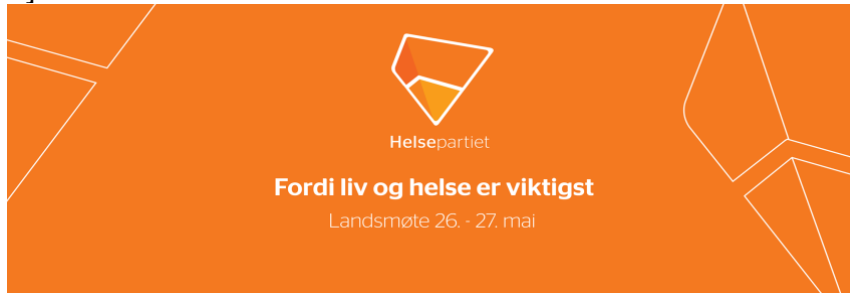 Helsepartiet
Fordi liv og helse er viktigst
Landsmøte 26. - 27. mai